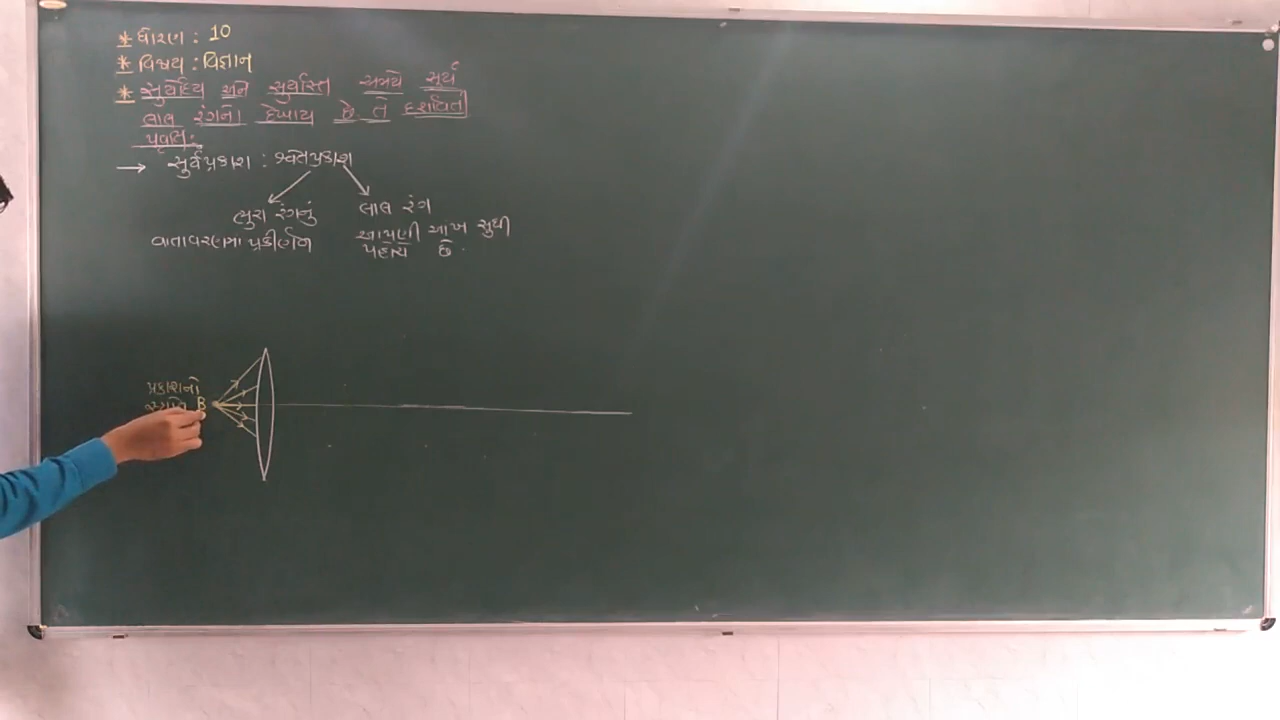 * ધોરણ : 10
* વિષય : વિજ્ઞાન
* સુર્યોદય અને સુર્યાસ્ત સમયે સૂર્ય
લાલ રંગનો દેખાય છે તે દર્શાવતી
પ્રવૃતિ:
→ સુર્યપ્રકાશ : શ્વેતપ્રકાશ
ભુરા રંગનું
વાતાવરણમાં પ્રકીર્ણન
લાલ રંગ
આપણી આંખ સુધી
પહોચે છે.
પ્રકાશનો
B